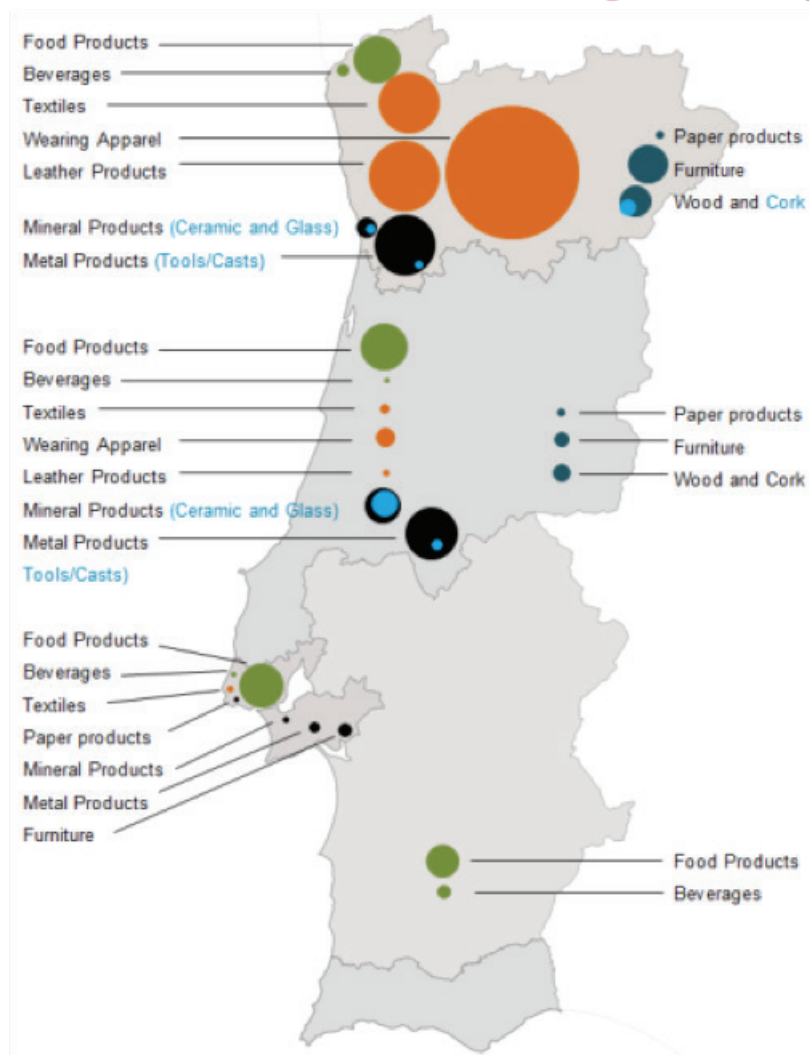 Food Products
Beverages
Textiles
Wearing Apparel
Leather Products
Mineral Products (Ceramic and Glass)
Metal Products (Tools/Casts)
Paper products
Furniture
Wood and Cork
Food Products
Beverages
Textiles
Wearing Apparel
Leather Products
Mineral Products (Ceramic and Glass)
Metal Products
Tools/Casts)
Paper products
Furniture
Wood and Cork
Food Products
Beverages
Textiles
Paper products
Mineral Products
Metal Products
Furniture
Food Products
Beverages